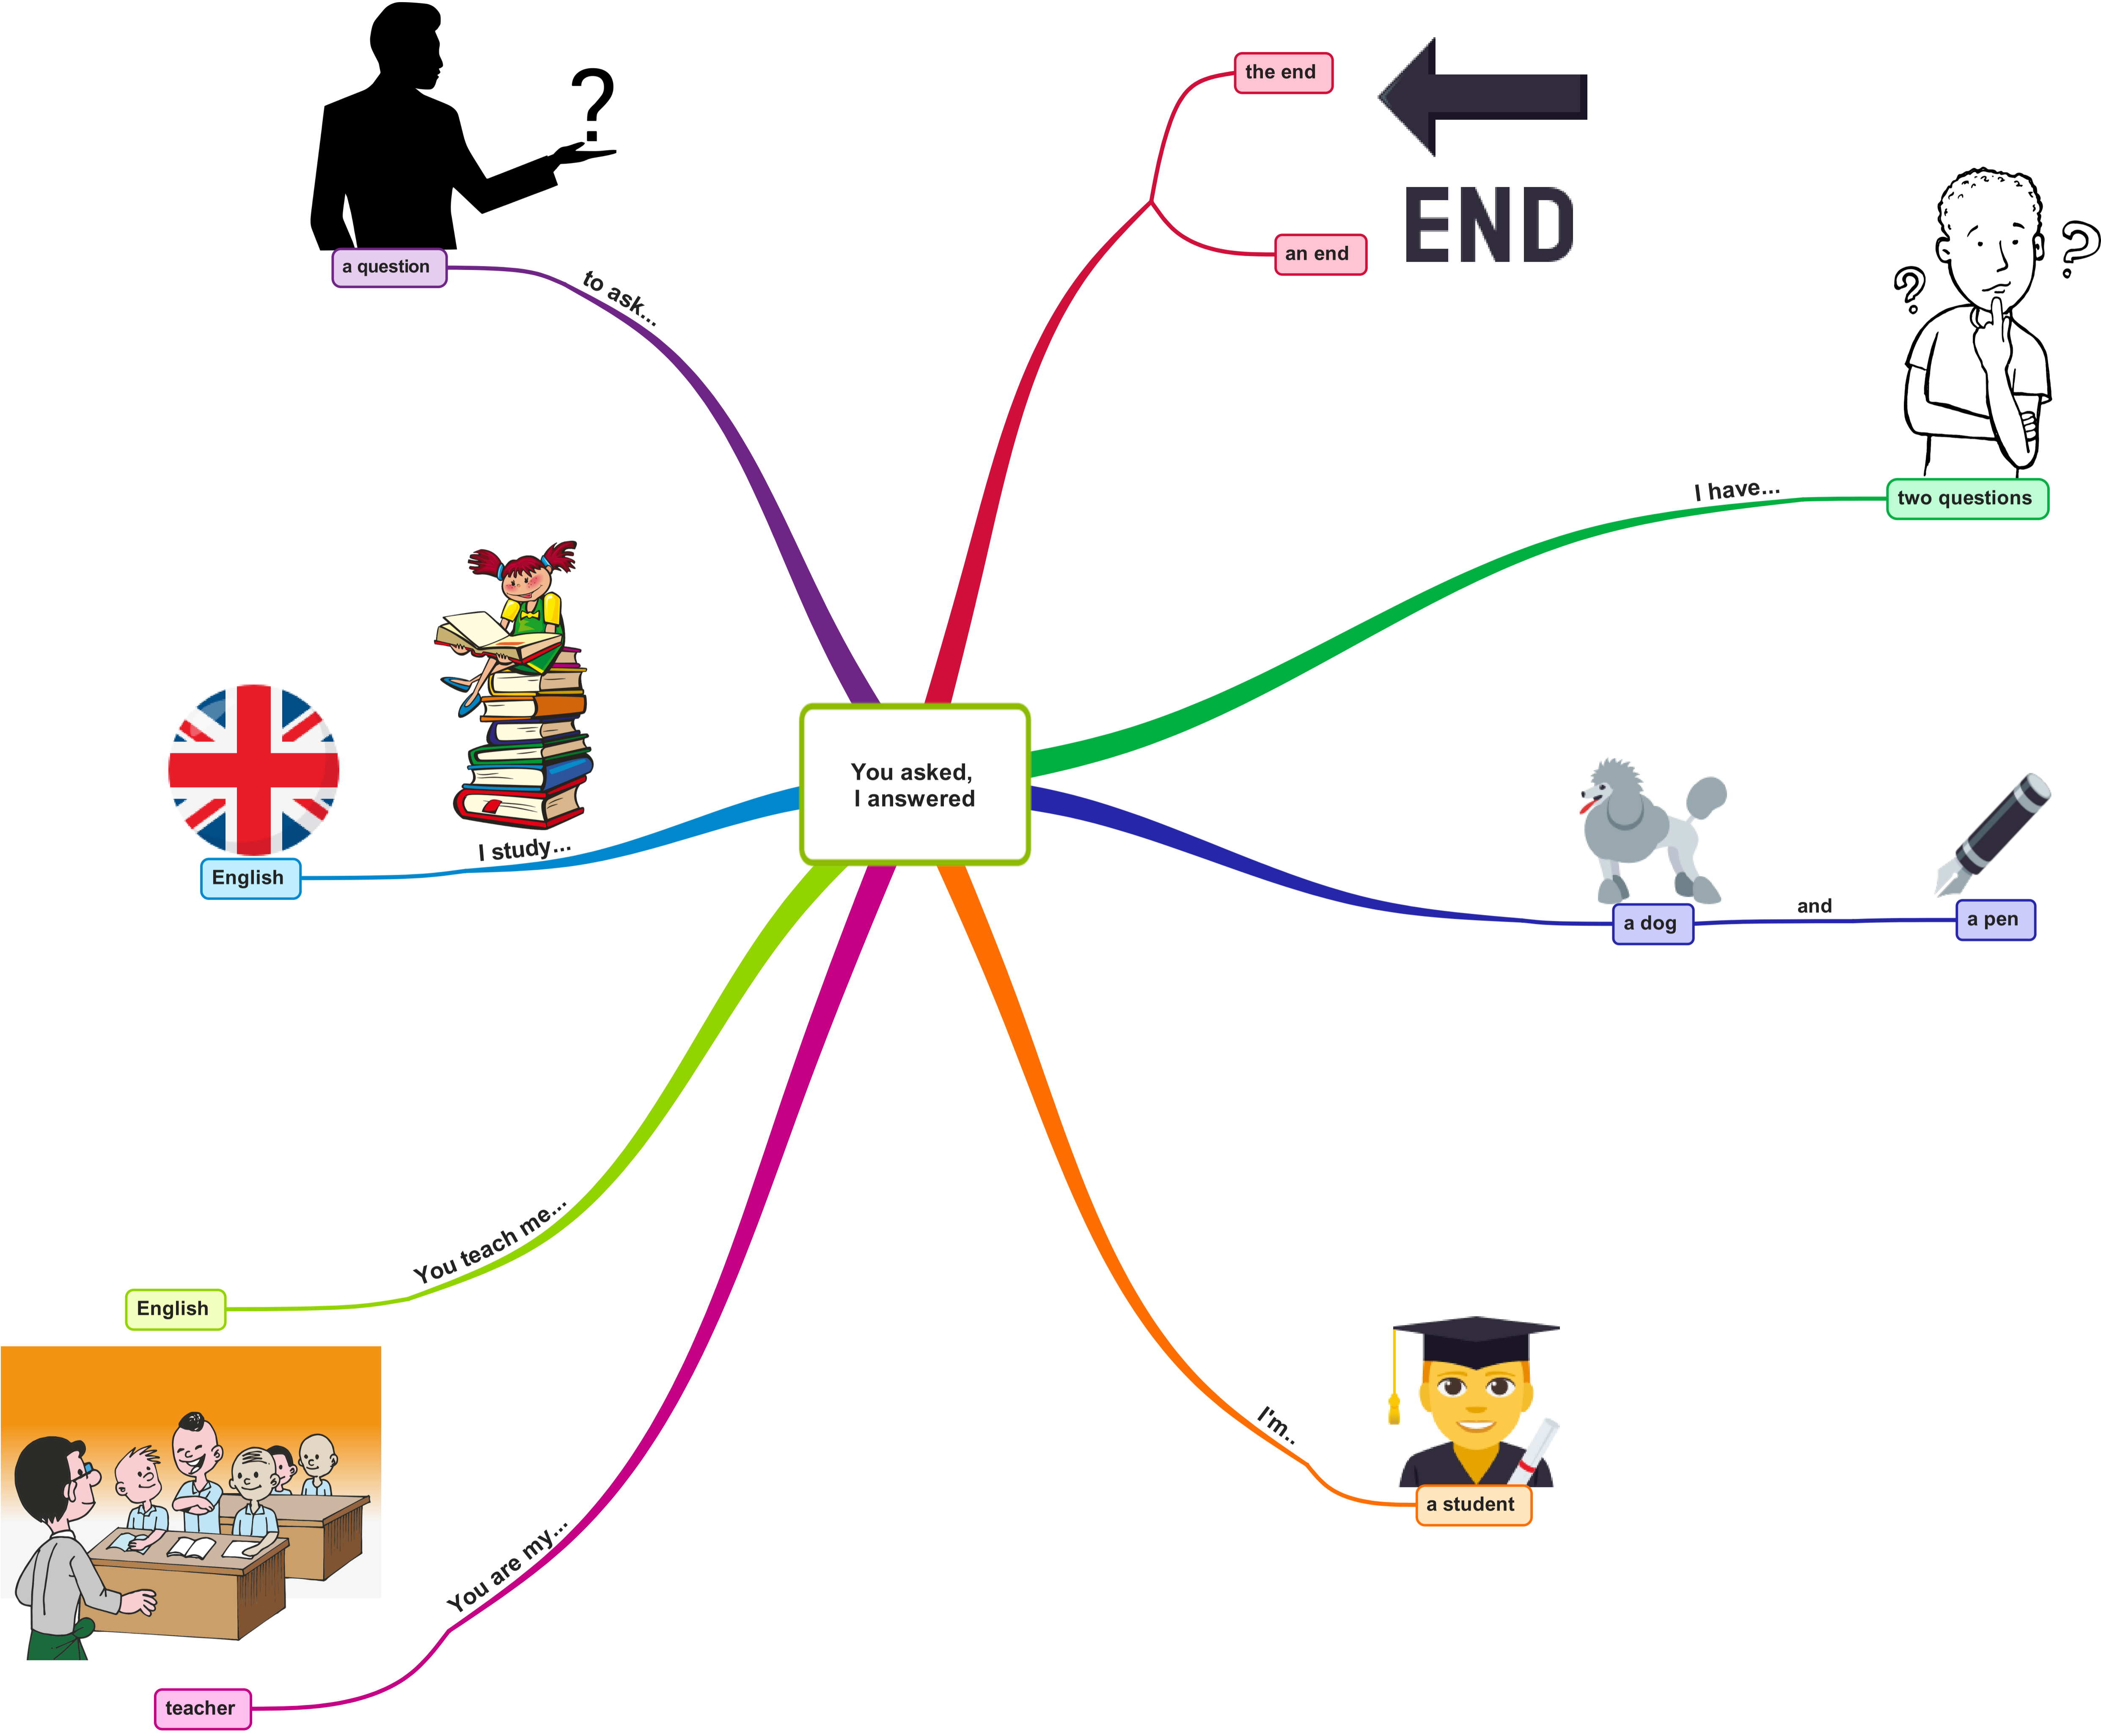 You asked,
I answered
the end
an end
END
I have...
two questions
a dog
and
a pen
I'm..
a student
You are my...
teacher
You teach me...
English
I study...
English
to ask...
a question
?
?
?